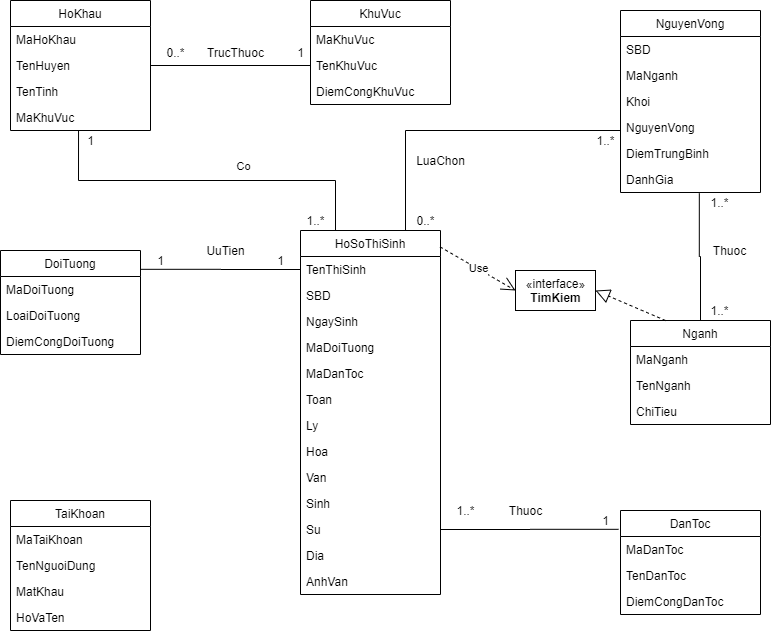 HoKhau
MaHoKhau
TenHuyen
TenTinh
MaKhuVuc
0..*
TrucThuoc
1
KhuVuc
MaKhuVuc
TenKhuVuc
DiemCongKhuVuc
NguyenVong
SBD
MaNganh
Khoi
NguyenVong
DiemTrungBinh
DanhGia
1
Co
1..*
LuaChon
1..*
0..*
DoiTuong
MaDoiTuong
LoaiDoiTuong
DiemCongDoiTuong
1
UuTien
1
HoSoThiSinh
TenThiSinh
SBD
NgaySinh
MaDoiTuong
MaDanToc
Toan
Ly
Hoa
Van
Sinh
Su
Dia
AnhVan
Use
«interface»
TimKiem
1..*
Thuoc
1..*
Nganh
MaNganh
TenNganh
ChiTieu
TaiKhoan
MaTaiKhoan
TenNguoiDung
MatKhau
HoVaTen
1..*
Thuoc
1
DanToc
MaDanToc
TenDanToc
DiemCongDanToc